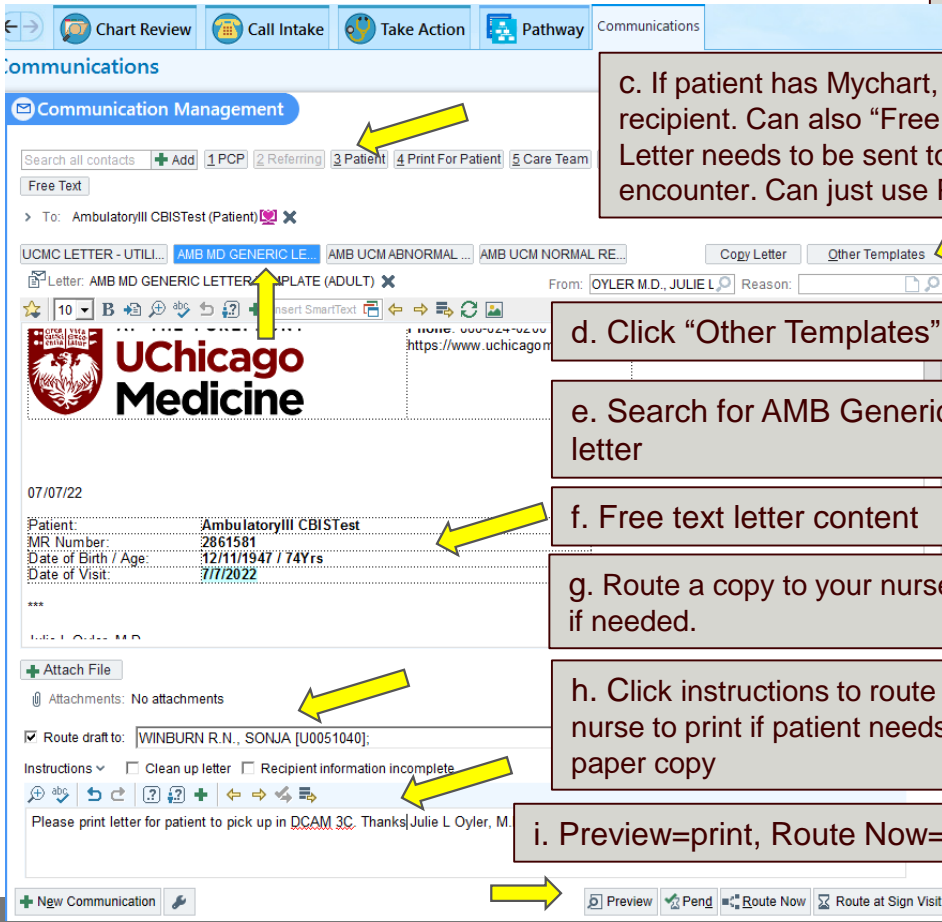 Chart Review Call Intake Take Action Pathway Communications
Communications
Communication Management
c. If patient has Mychart,
recipient. Can also “Free
Letter needs to be sent to
encounter. Can just use
Search all contacts Add 1 PCP 2 Referring 3 Patient 4 Print For Patient 5 Care Team
Free Text
To: AmbulatoryIII CBISTest (Patient)
UCMC LETTER - UTILI... AMB MD GENERIC LE... AMB UCM ABNORMAL ... AMB UCM NORMAL RE... Copy Letter Other Templates
Letter: AMB MD GENERIC LETTER (ADULT) From: OYLER M.D., JULIE L Reason:
10 B abc Insert SmartText
AT THE FOREFRONT
UChicago
Medicine
https://www.uchicagom
d. Click “Other Templates”
e. Search for AMB Generic
letter
07/07/22
Patient: AmbulatoryIII CBISTest
MR Number: 2861581
Date of Birth / Age: 12/11/1947 / 74Yrs
Date of Visit: 7/7/2022
***
Julie L Oyler, M.D.
f. Free text letter content
g. Route a copy to your nurse
if needed.
Attach File
Attachments: No attachments
h. Click instructions to route
nurse to print if patient needs
paper copy
Route draft to: WINBURN R.N., SONJA [U0051040];
Instructions Clean up letter Recipient information incomplete
abc
Please print letter for patient to pick up in DCAM 3C. Thanks Julie L Oyler, M.
i. Preview=print, Route Now=
New Communication Preview Pend Route Now Route at Sign Visit